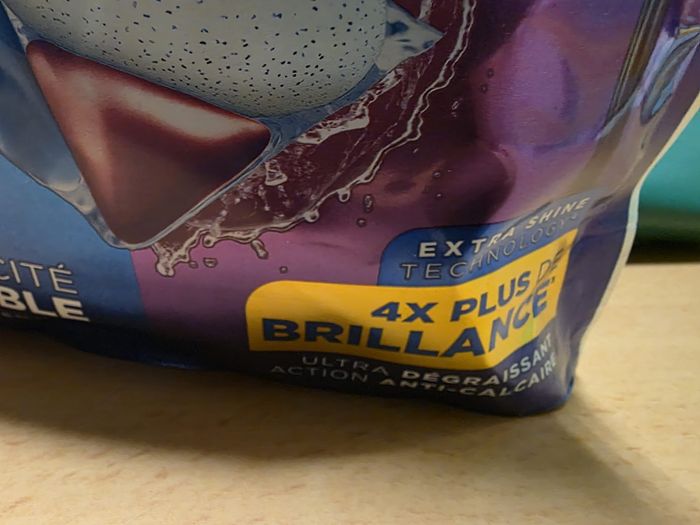 CITÉ
BLE
EXTRA SHINE
TECHNOLOGY
4X PLUS DE
BRILLANCE*
ULTRA DÉGRAISSANT
ACTION ANTI-CALCAIRE